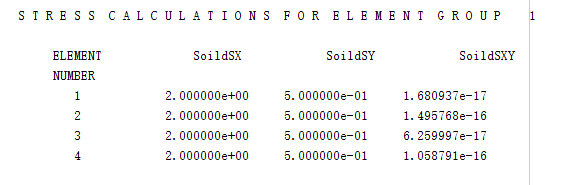 S T R E S S C A L C U L A T I O N S F O R E L E M E N T G R O U P 1
ELEMENT SoildSX SoildSY SoildSXY
NUMBER
1 2.000000e+00 5.000000e-01 1.680937e-17
2 2.000000e+00 5.000000e-01 1.495768e-16
3 2.000000e+00 5.000000e-01 6.259997e-17
4 2.000000e+00 5.000000e-01 1.058791e-16